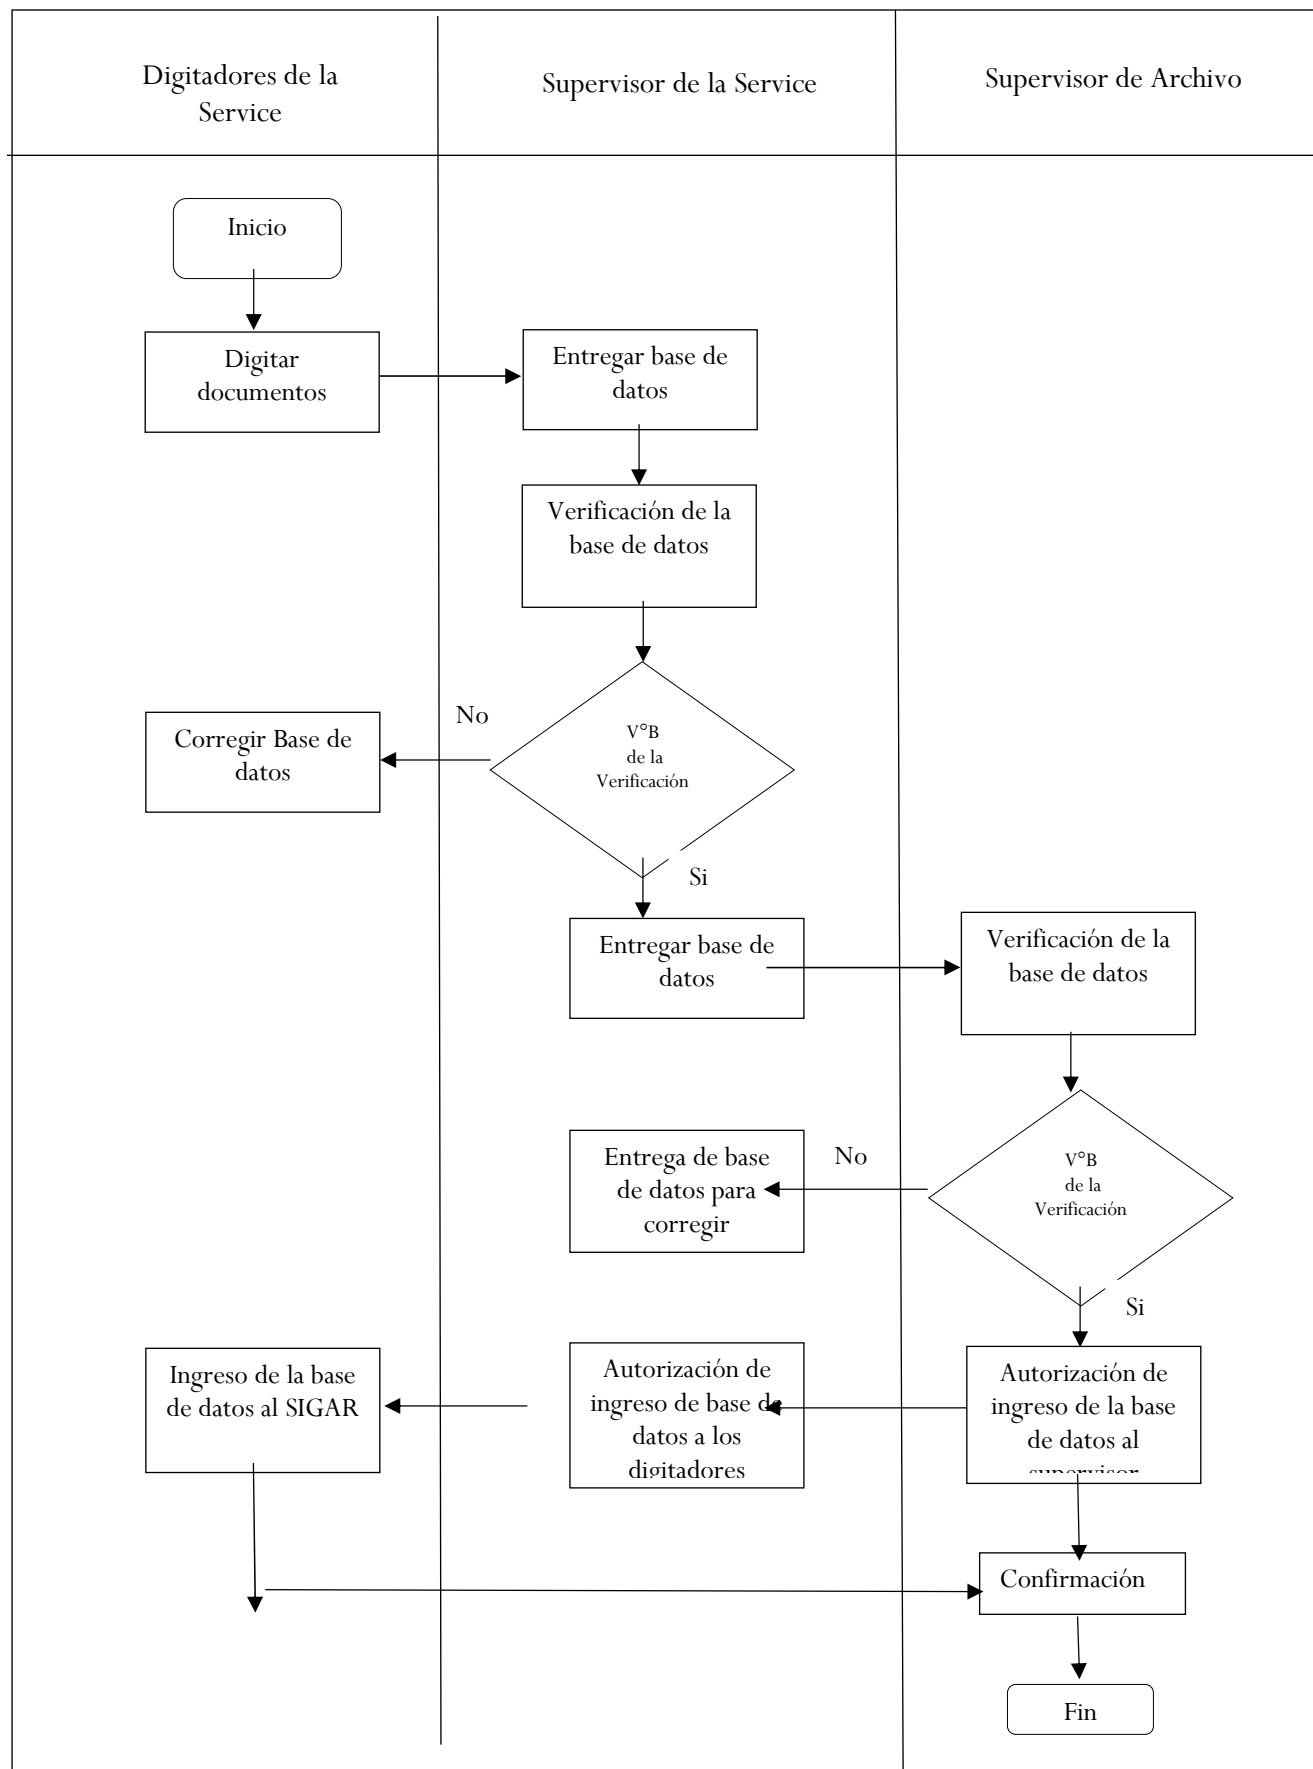 Digitadores de la
Service
Supervisor de la Service
Supervisor de Archivo
Inicio
Digitar
documentos
Entregar base de
datos
Verificación de la
base de datos
No
V°B
de la
Verificación
Corregir Base de
datos
Si
Entregar base de
datos
Verificación de la
base de datos
Entrega de base
de datos para
corregir
No
V°B
de la
Verificación
Si
Ingreso de la base
de datos al SIGAR
Autorización de
ingreso de base de
datos a los
digitadores
Autorización de
ingreso de la base
de datos al
supervisor
Confirmación
Fin